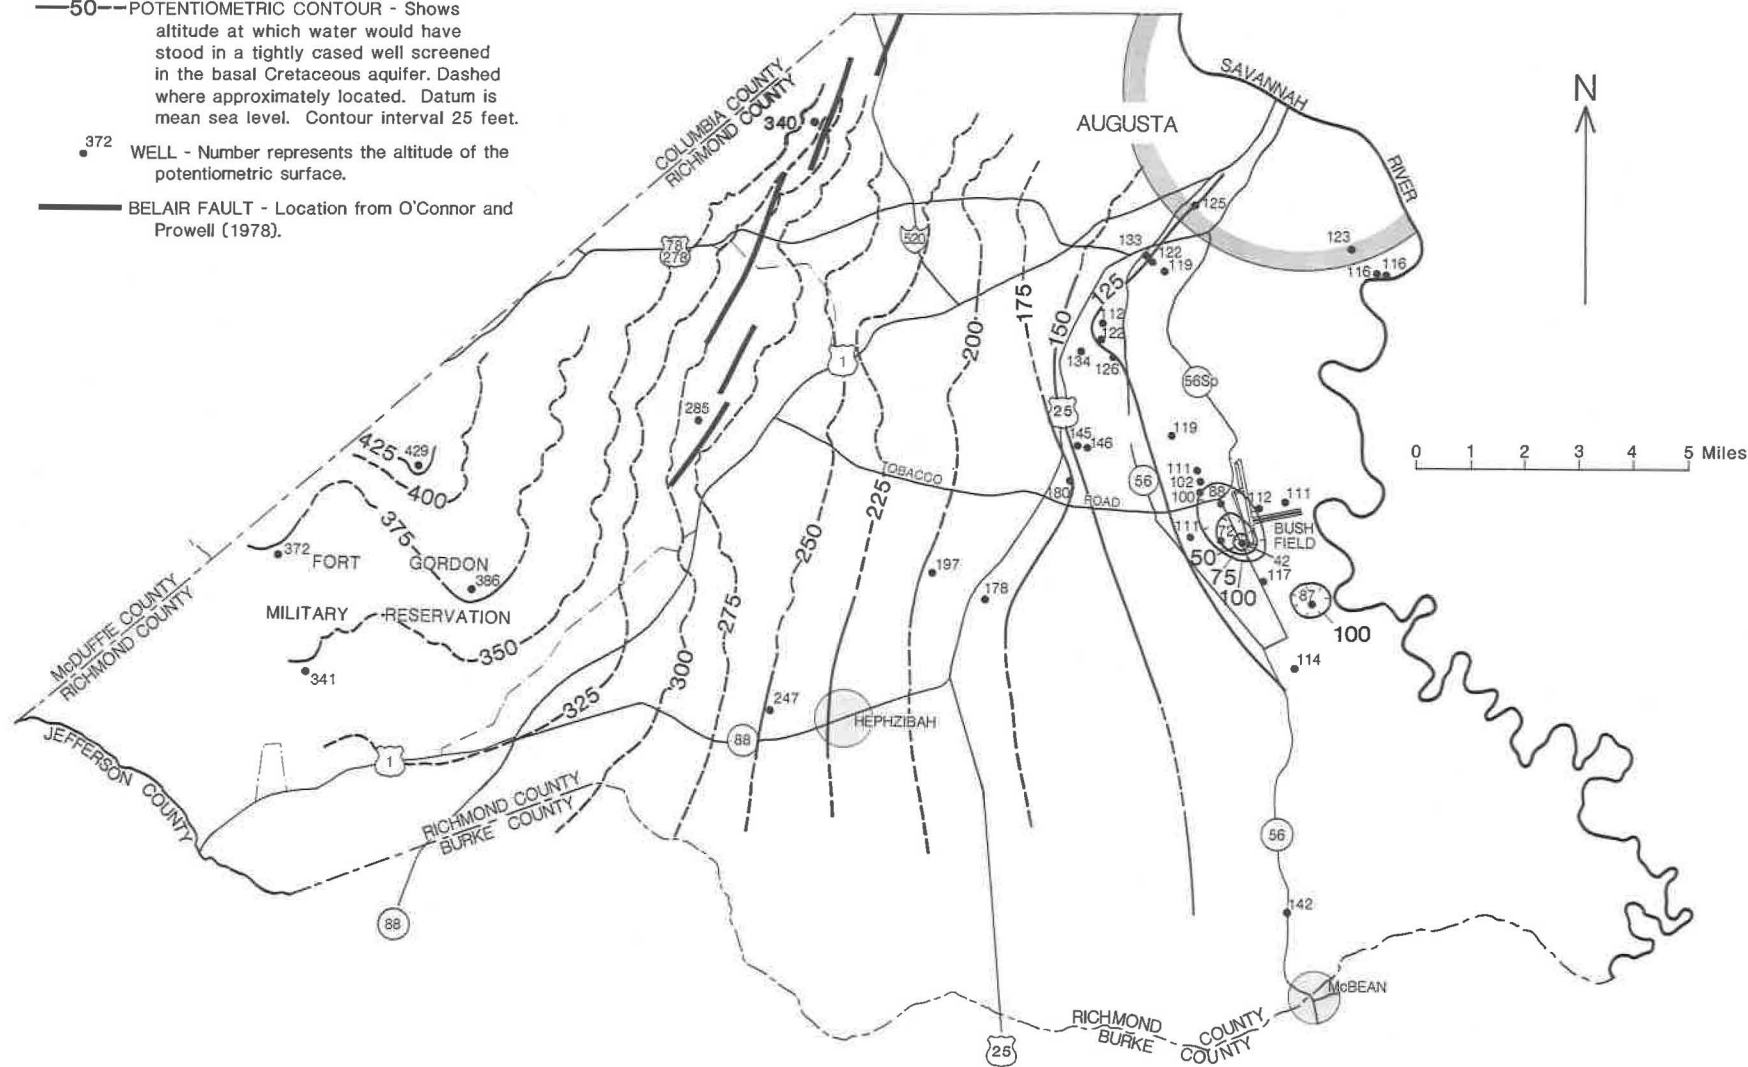 50 POTENTIOMETRIC CONTOUR - Shows
altitude at which water would have
stood in a tightly cased well screened
in the basal Cretaceous aquifer. Dashed
where approximately located. Datum is
mean sea level. Contour interval 25 feet.
372
WELL - Number represents the altitude of the
potentiometric surface.
BELAIR FAULT - Location from O'Connor and
Prowell (1978).
COLUMBIA COUNTY
RICHMOND COUNTY
340
AUGUSTA
SAVANNAH
RIVER
N
125
123
116
116
133
122
119
78
278
520
125
112
122
134
126
175
150
200
1
56Sp
25
285
425
429
400
145
146
119
0 1 2 3 4 5 Miles
TOBACCO
ROAD
180
56
111
102
100
88
112
111
225
375
250
111
72
BUSH
FIELD
50
42
75
117
100
87
100
372
FORT GORDON
386
MILITARY RESERVATION
197
178
McDUFFIE COUNTY
RICHMOND COUNTY
350
275
300
341
325
247
114
HEPHZIBAH
88
1
JEFFERSON COUNTY
RICHMOND COUNTY
BURKE COUNTY
56
88
142
McBEAN
RICHMOND COUNTY
BURKE COUNTY
25